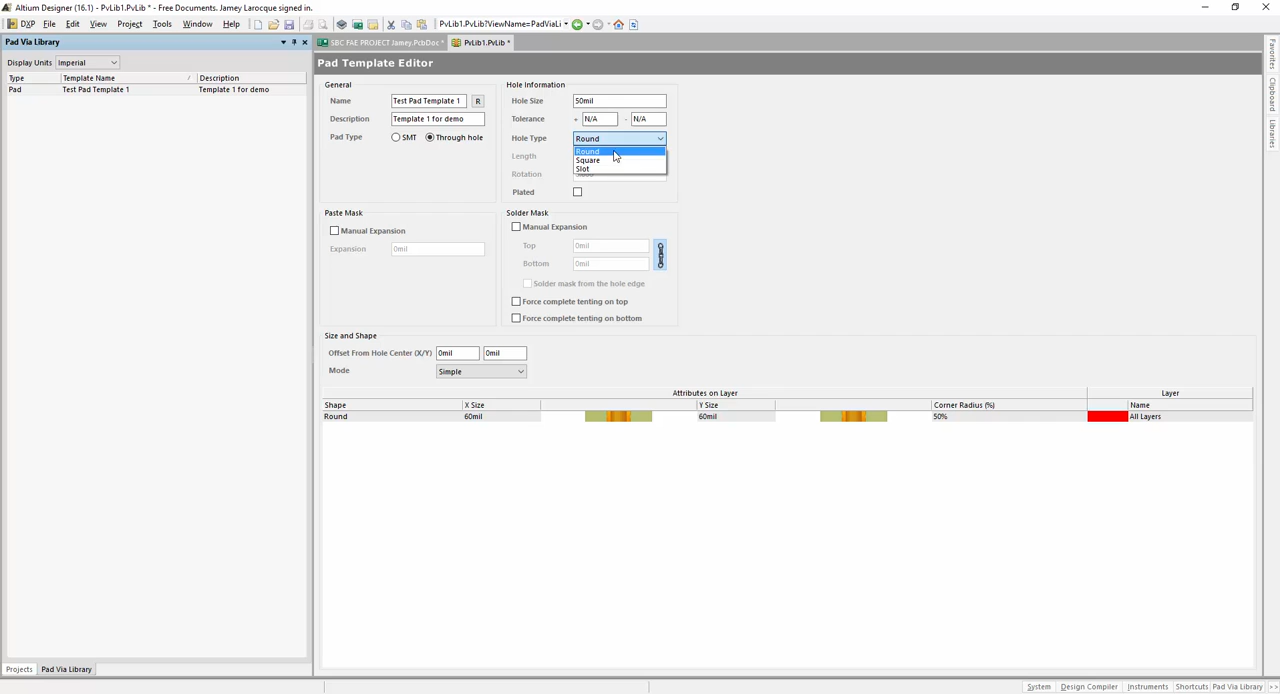 Altium Designer (16.1) - PvLib1.PvLib * - Free Documents. Jamey Larocque signed in.
DXP File Edit View Project Tools Window Help PvLib1.PvLib?ViewName=PadViaLi
Pad Via Library
SBC FAE PROJECT Jamey.PcbDoc * PvLib1.PvLib *
Display Units Imperial
Pad Template Editor
Type Template Name / Description
Pad Test Pad Template 1 Template 1 for demo
General
Name Test Pad Template 1 R
Description Template 1 for demo
Pad Type SMT Through hole
Hole Information
Hole Size 50mil
Tolerance + N/A - N/A
Hole Type Round
Round
Square
Slot
Length
Rotation
Plated
Paste Mask
Manual Expansion
Expansion 0mil
Solder Mask
Manual Expansion
Top 0mil
Bottom 0mil
Solder mask from the hole edge
Force complete tenting on top
Force complete tenting on bottom
Size and Shape
Offset From Hole Center (X/Y) 0mil 0mil
Mode Simple
Attributes on Layer Layer
Shape X Size Y Size Corner Radius (%) Name
Round 60mil 60mil 50% All Layers
Favorites
Clipboard
Libraries
Projects Pad Via Library
System Design Compiler Instruments Shortcuts Pad Via Library >>